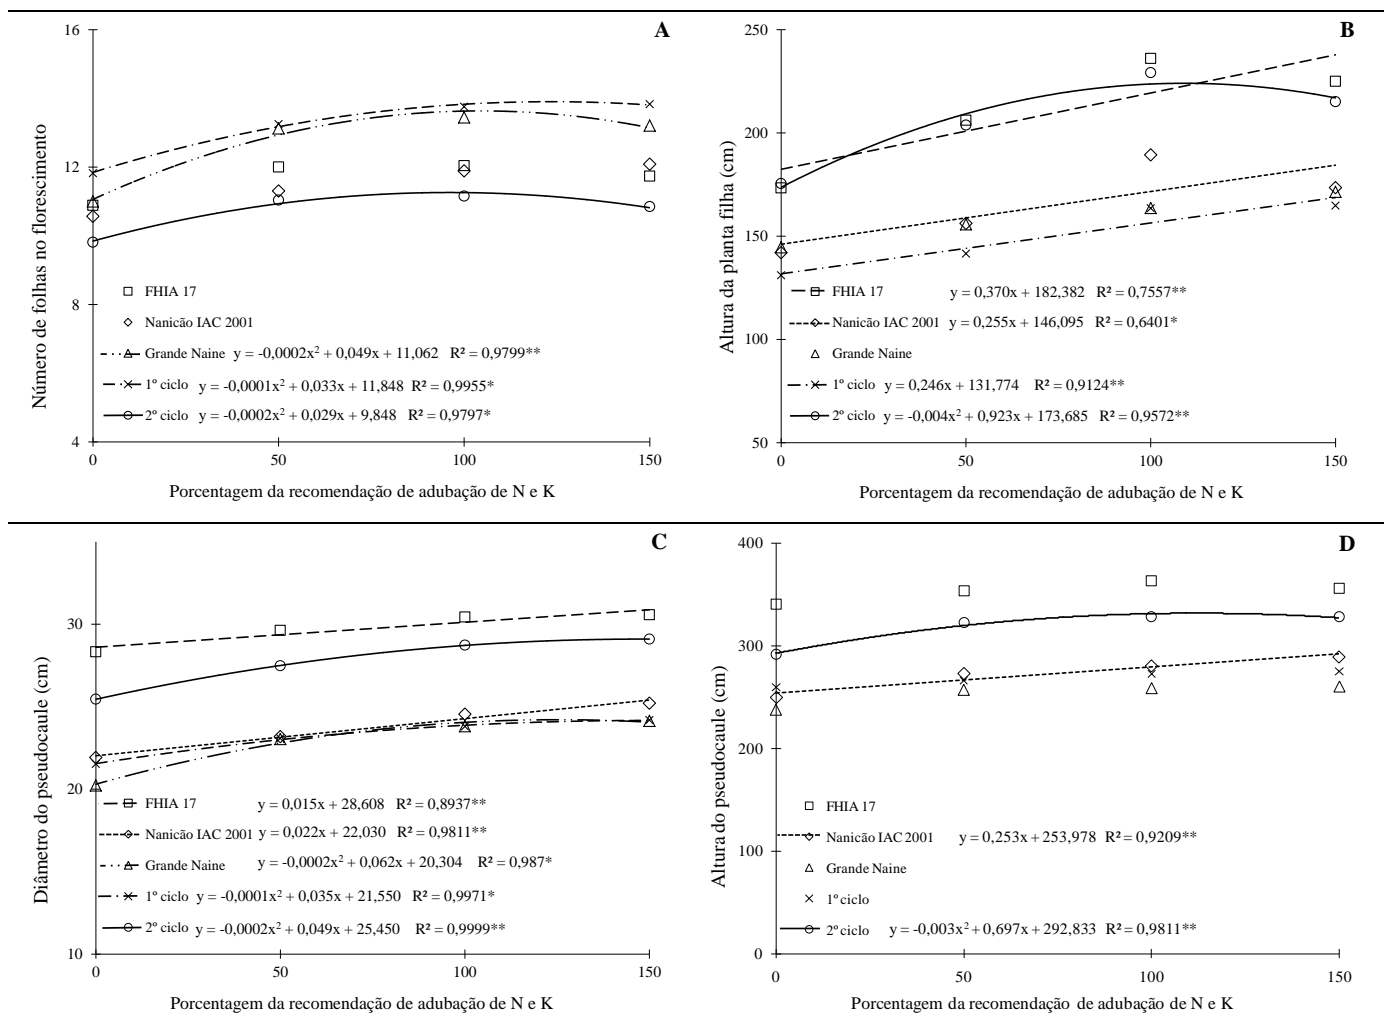 A
16
12
8
4
0
50
100
150
Número de folhas no florescimento
FHIA 17
Nanicão IAC 2001
Grande Naine y = -0,0002x² + 0,049x + 11,062 R² = 0,9799**
1º ciclo y = -0,0001x² + 0,033x + 11,848 R² = 0,9955*
2º ciclo y = -0,0002x² + 0,029x + 9,848 R² = 0,9797*
Porcentagem da recomendação de adubação de N e K
B
250
200
150
100
50
0
50
100
150
Altura da planta filha (cm)
FHIA 17 y = 0,370x + 182,382 R² = 0,7557**
Nanicão IAC 2001 y = 0,255x + 146,095 R² = 0,6401*
Grande Naine
1º ciclo y = 0,246x + 131,774 R² = 0,9124**
2º ciclo y = -0,004x² + 0,923x + 173,685 R² = 0,9572**
Porcentagem da recomendação de adubação de N e K
C
30
20
10
0
50
100
150
Diâmetro do pseudocaule (cm)
FHIA 17 y = 0,015x + 28,608 R² = 0,8937**
Nanicão IAC 2001 y = 0,022x + 22,030 R² = 0,9811**
Grande Naine y = -0,0002x² + 0,062x + 20,304 R² = 0,987*
1º ciclo y = -0,0001x² + 0,035x + 21,550 R² = 0,9971*
2º ciclo y = -0,0002x² + 0,049x + 25,450 R² = 0,9999**
Porcentagem da recomendação de adubação de N e K
D
400
300
200
100
0
0
50
100
150
Altura do pseudocaule (cm)
FHIA 17
Nanicão IAC 2001 y = 0,253x + 253,978 R² = 0,9209**
Grande Naine
1º ciclo
2º ciclo y = -0,003x² + 0,697x + 292,833 R² = 0,9811**
Porcentagem da recomendação de adubação de N e K